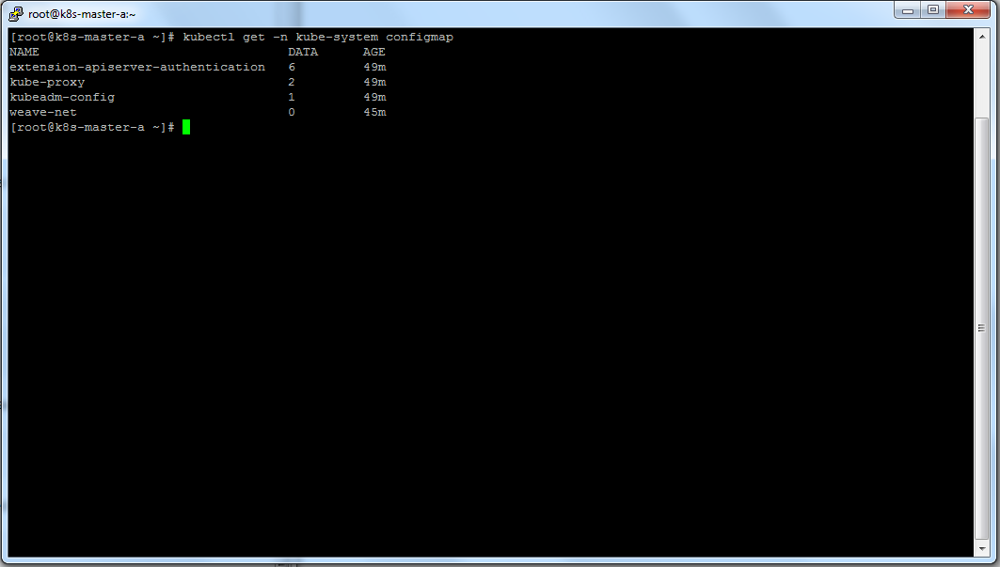 root@k8s-master-a:~
[root@k8s-master-a ~]# kubectl get -n kube-system configmap
NAME DATA AGE
extension-apiserver-authentication 6 49m
kube-proxy 2 49m
kubeadm-config 1 49m
weave-net 0 45m
[root@k8s-master-a ~]#